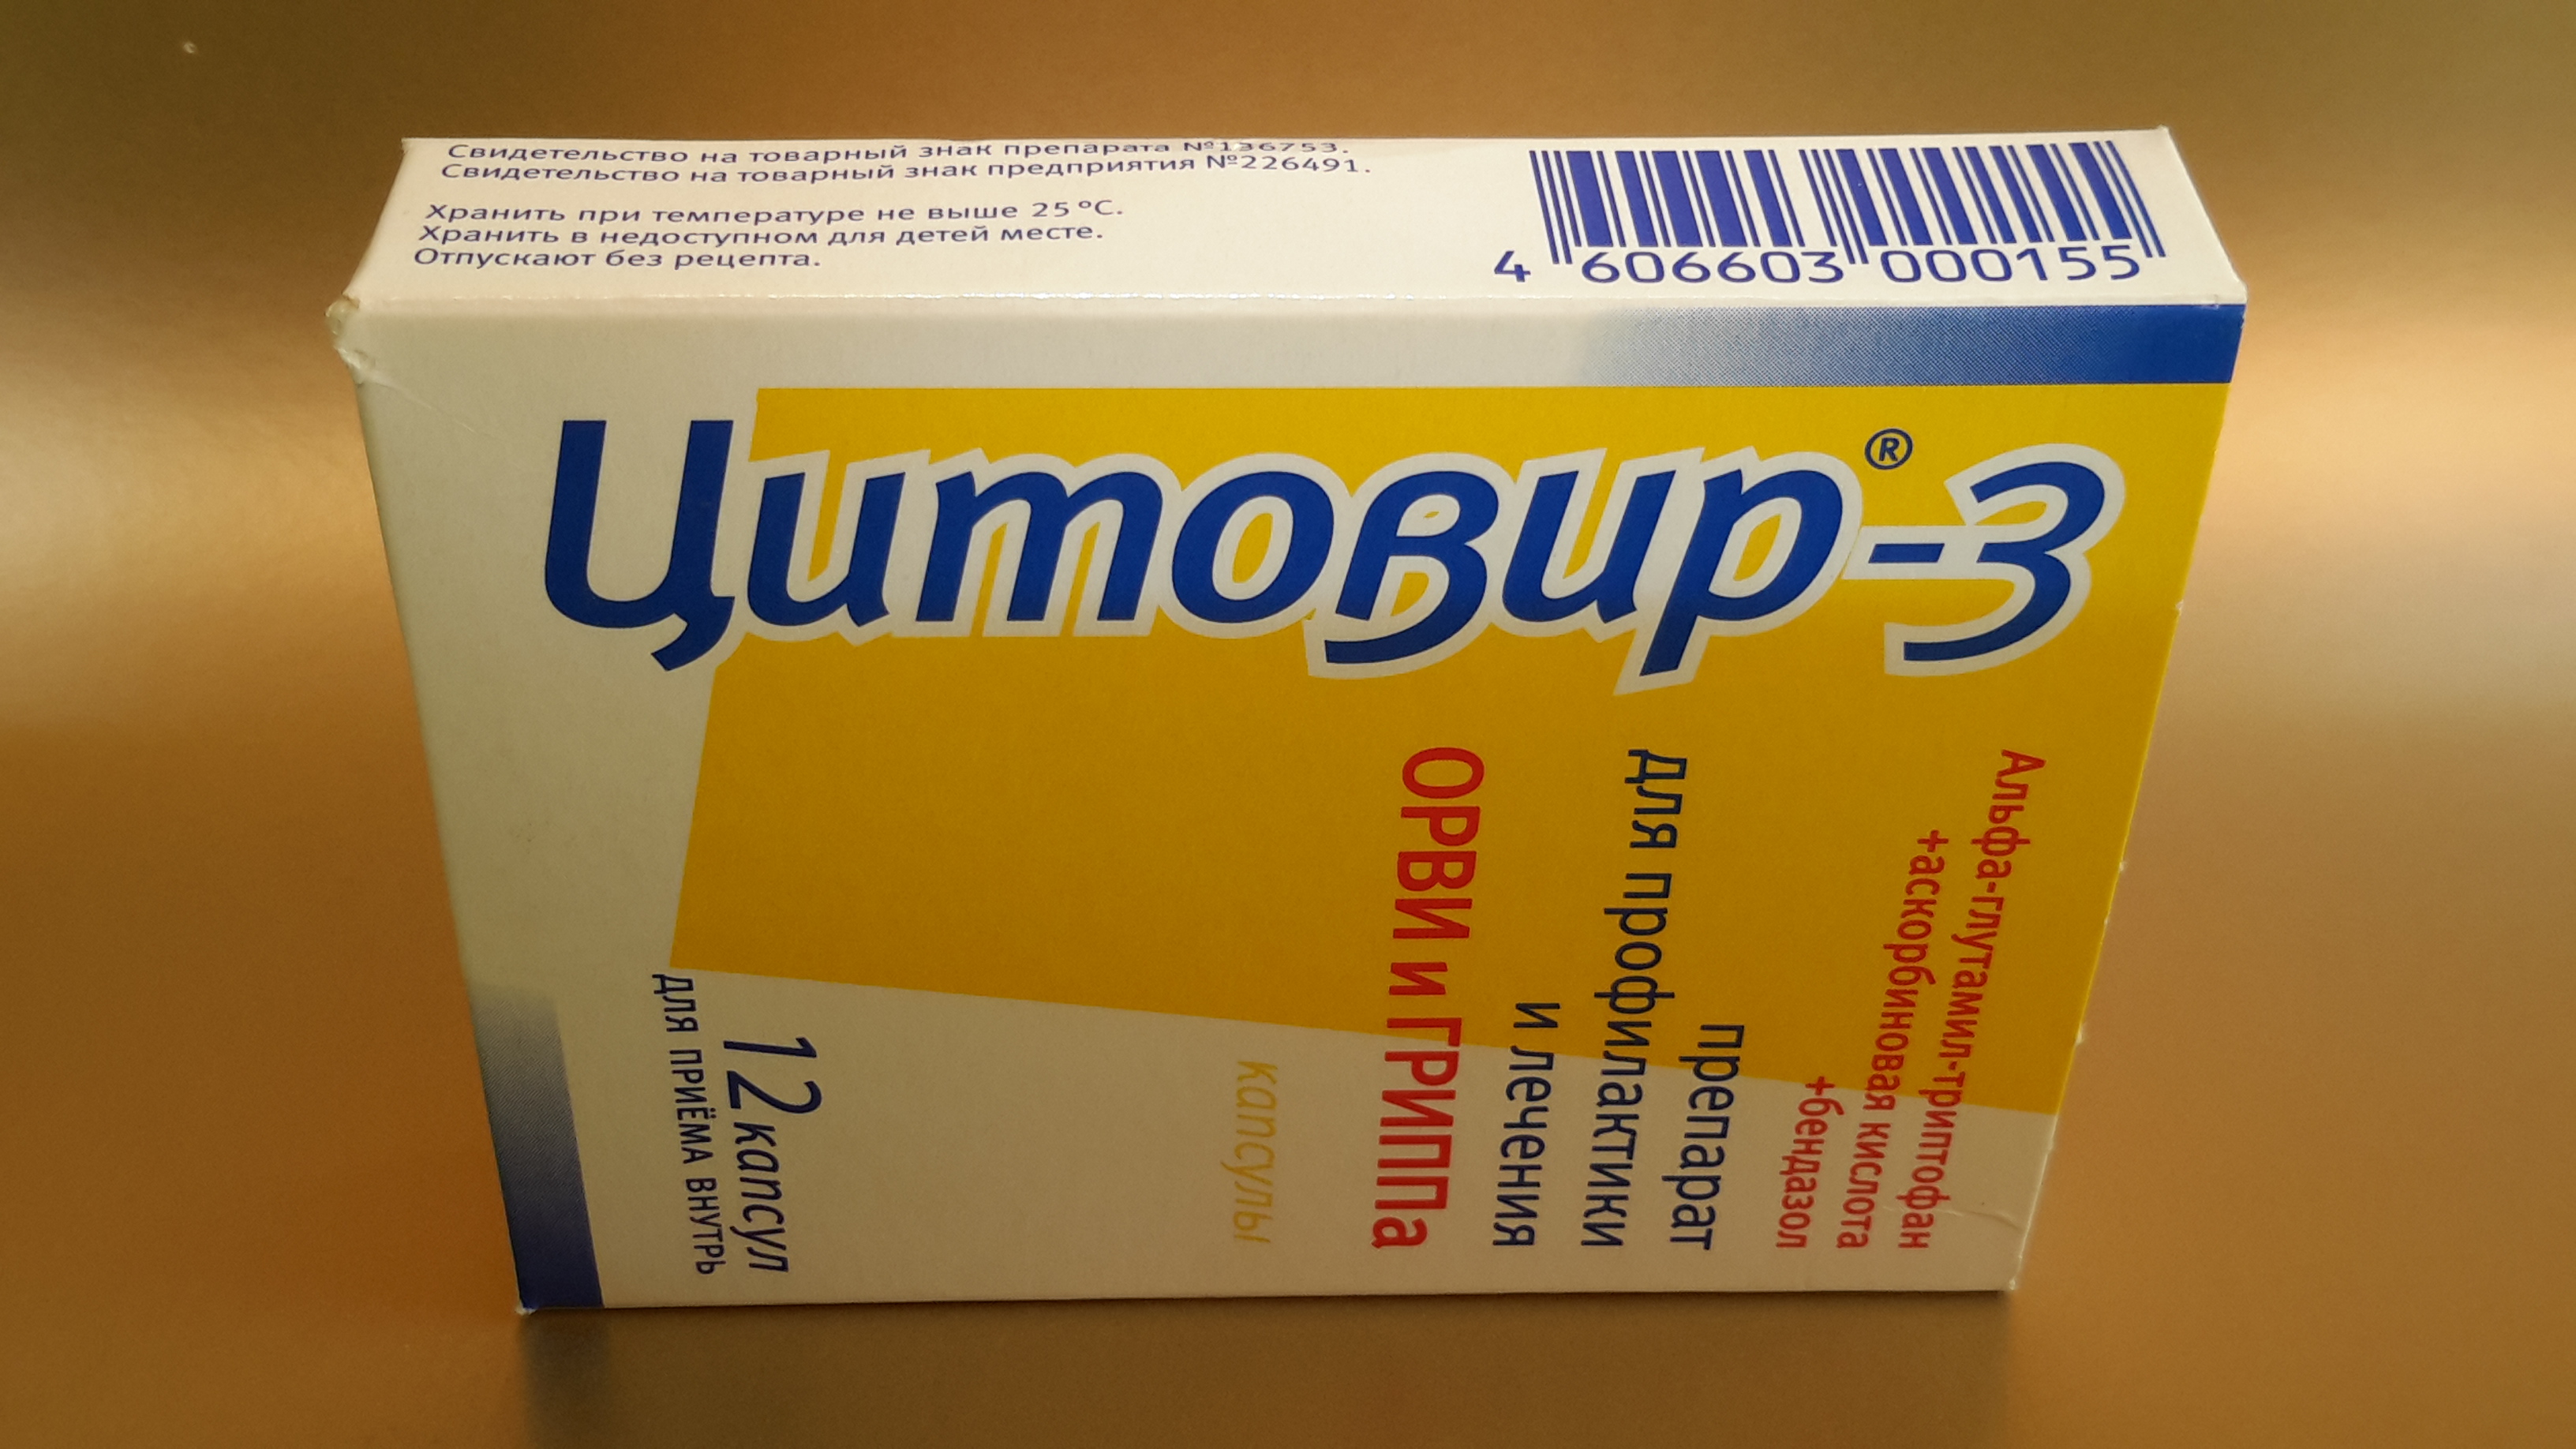 Свидетельство на товарный знак препарата №136753.
Свидетельство на товарный знак предприятия №226491.
Хранить при температуре не выше 25 °С.
Хранить в недоступном для детей месте.
Отпускают без рецепта.
4 606603 000155
Цитовир®-3
Альфа-глутамил-триптофан
+аскорбиновая кислота
+бендазол
препарат
для профилактики
и лечения
ОРВИ и ГРИППа
капсулы
12 капсул
для приёма внутрь